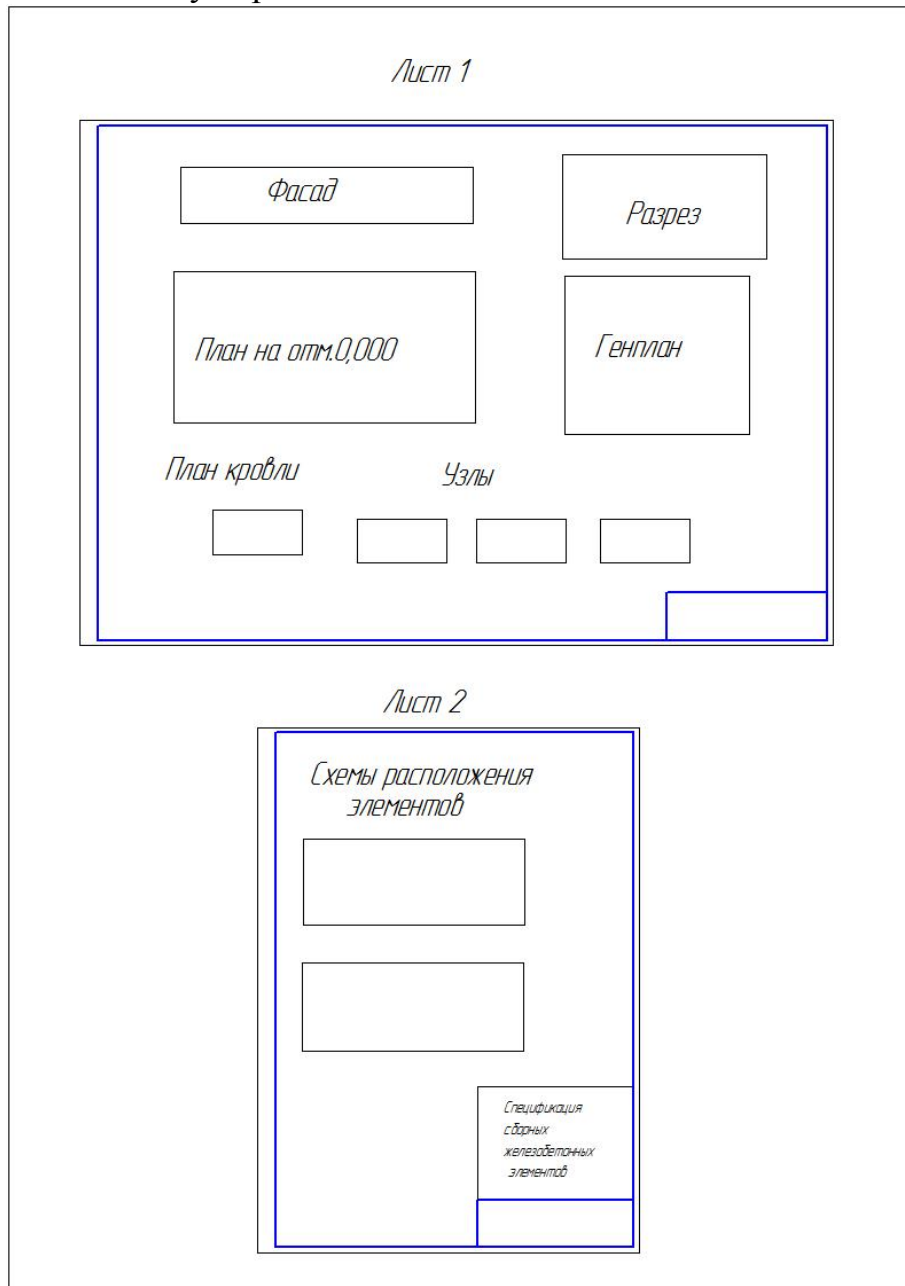 Лист 1
Фасад
Разрез
План на отм.0,000
Генплан
План кровли
Узлы
Лист 2
Схемы расположения
элементов
Спецификация
сборных
железобетонных
элементов